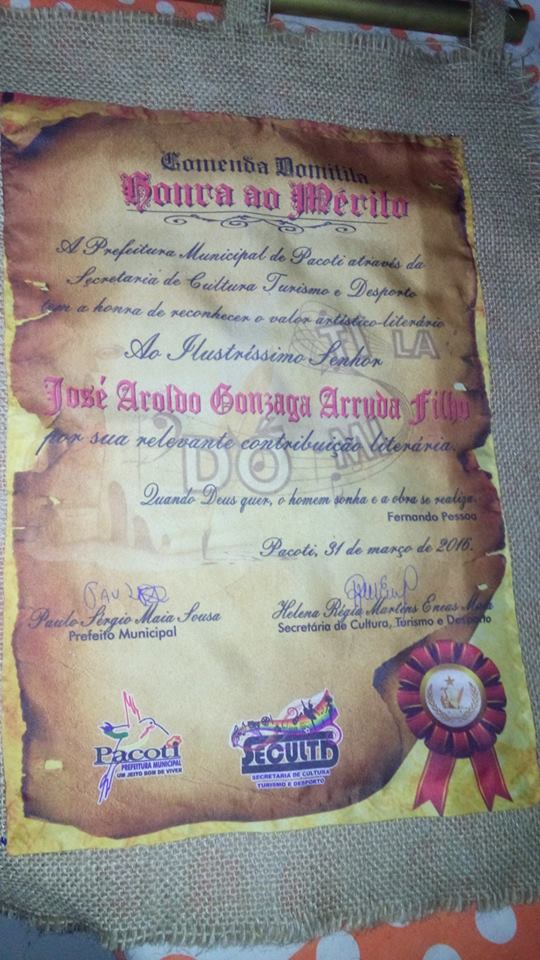 Comenda Domitila
Honra ao Mérito
A Prefeitura Municipal de Pacoti através da
Secretaria de Cultura Turismo e Desporto
tem a honra de reconhecer o valor artístico-literário
Ao Ilustríssimo Senhor
José Aroldo Gonzaga Arruda Filho
por sua relevante contribuição literária.
DÓ MI TI LA
Quando Deus quer, o homem sonha e a obra se realiza.
Fernando Pessoa
Pacoti, 31 de março de 2016.
Paulo Sérgio Maia Sousa
Prefeito Municipal
Helena Régia Martins Eneas Maia
Secretária de Cultura, Turismo e Desporto
Pacoti
PREFEITURA MUNICIPAL
UM JEITO BOM DE VIVER
SECULTD
SECRETARIA DE CULTURA
TURISMO E DESPORTO